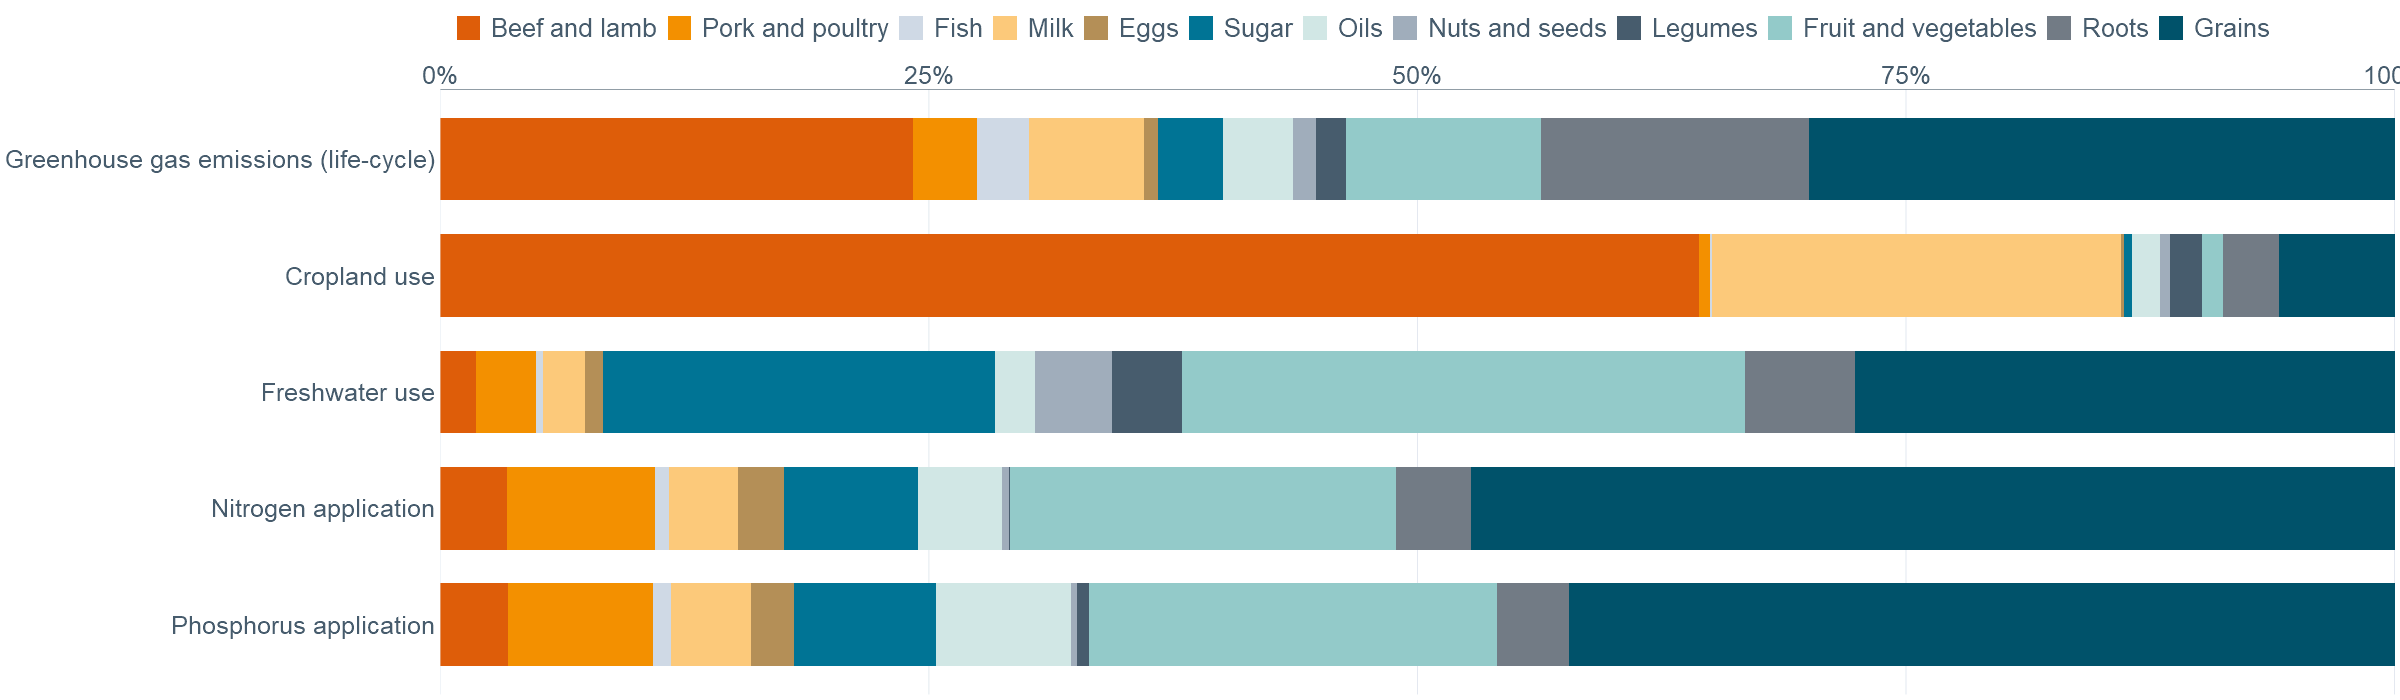 Beef and lamb Pork and poultry Fish Milk Eggs Sugar Oils Nuts and seeds Legumes Fruit and vegetables Roots Grains
0% 25% 50% 75% 100
Greenhouse gas emissions (life-cycle)
Cropland use
Freshwater use
Nitrogen application
Phosphorus application